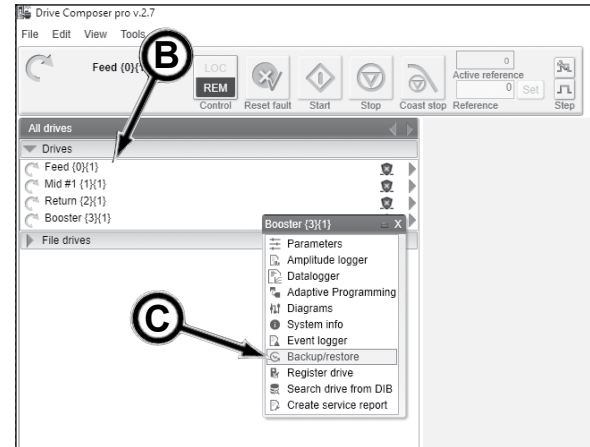 Drive Composer pro v.2.7
File Edit View Tools
B
Feed {0}{1}
LOC
REM
Control
Reset fault
Start
Stop
Coast stop
0
Active reference
0 Set
Reference
Step
All drives
Drives
Feed {0}{1}
Mid #1 {1}{1}
Return {2}{1}
Booster {3}{1}
File drives
Booster {3}{1} X
Parameters
Amplitude logger
Datalogger
Adaptive Programming
Diagrams
System info
Event logger
C
Backup/restore
Register drive
Search drive from DIB
Create service report